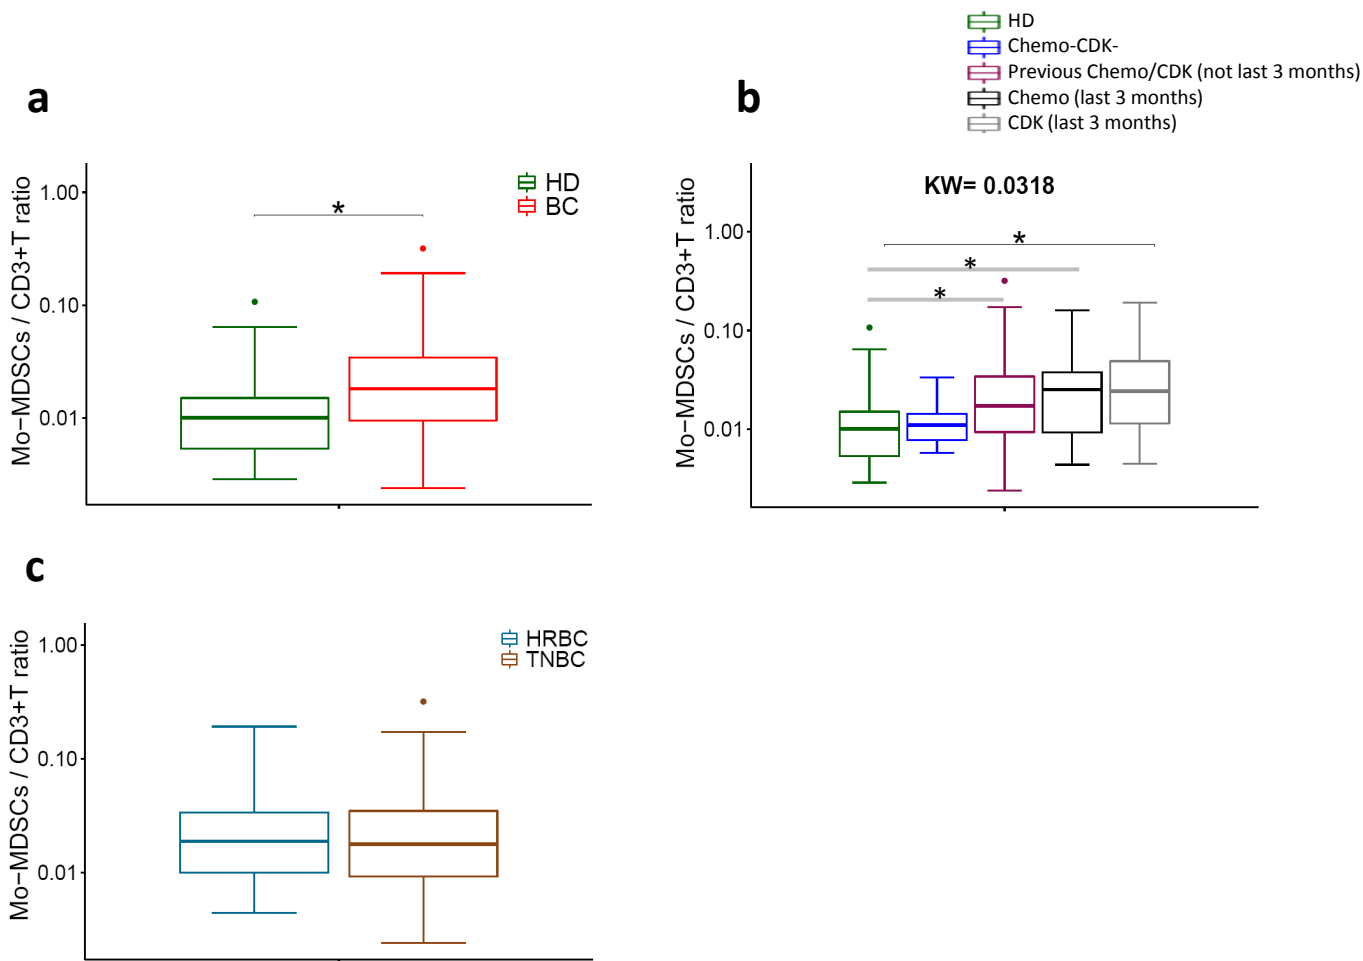 a
Mo−MDSCs / CD3+T ratio
1.00
0.10
0.01
*
HD
BC
b
HD
Chemo-CDK-
Previous Chemo/CDK (not last 3 months)
Chemo (last 3 months)
CDK (last 3 months)
KW= 0.0318
Mo−MDSCs / CD3+T ratio
1.00
0.10
0.01
*
*
*
c
Mo−MDSCs / CD3+T ratio
1.00
0.10
0.01
HRBC
TNBC